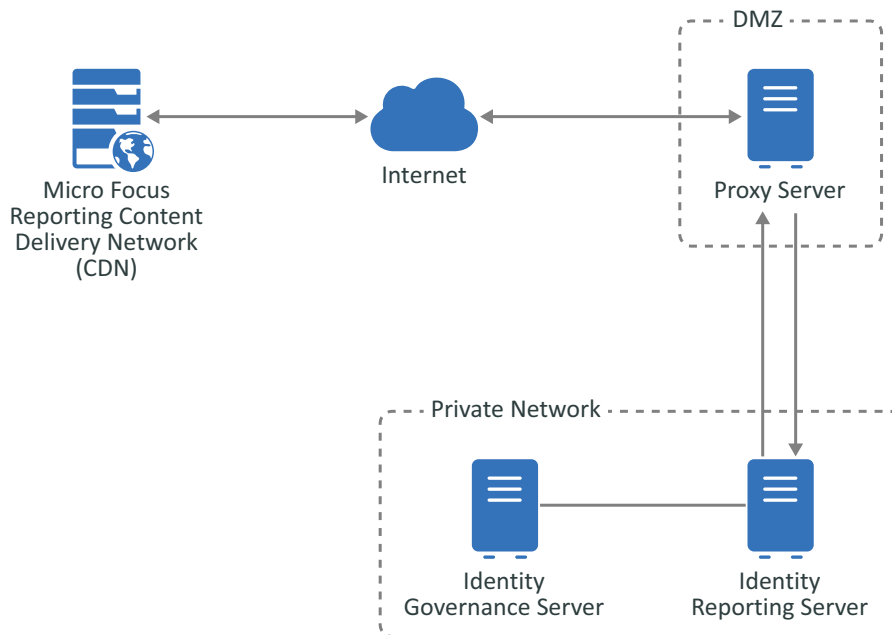 DMZ
Micro Focus
Reporting Content
Delivery Network
(CDN)
Internet
Proxy Server
Private Network
Identity
Governance Server
Identity
Reporting Server